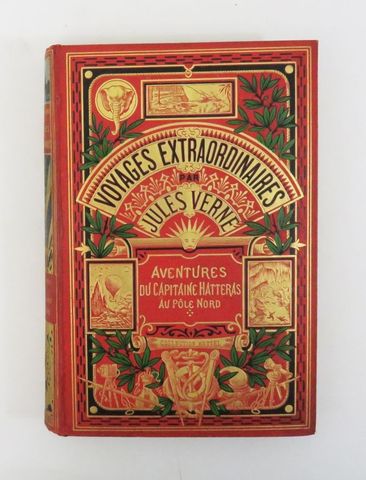 VOYAGES EXTRAORDINAIRES
PAR
JULES VERNE
AVENTURES
DU CAPITAINE HATTERAS
AU PÔLE NORD
COLLECTION HETZEL